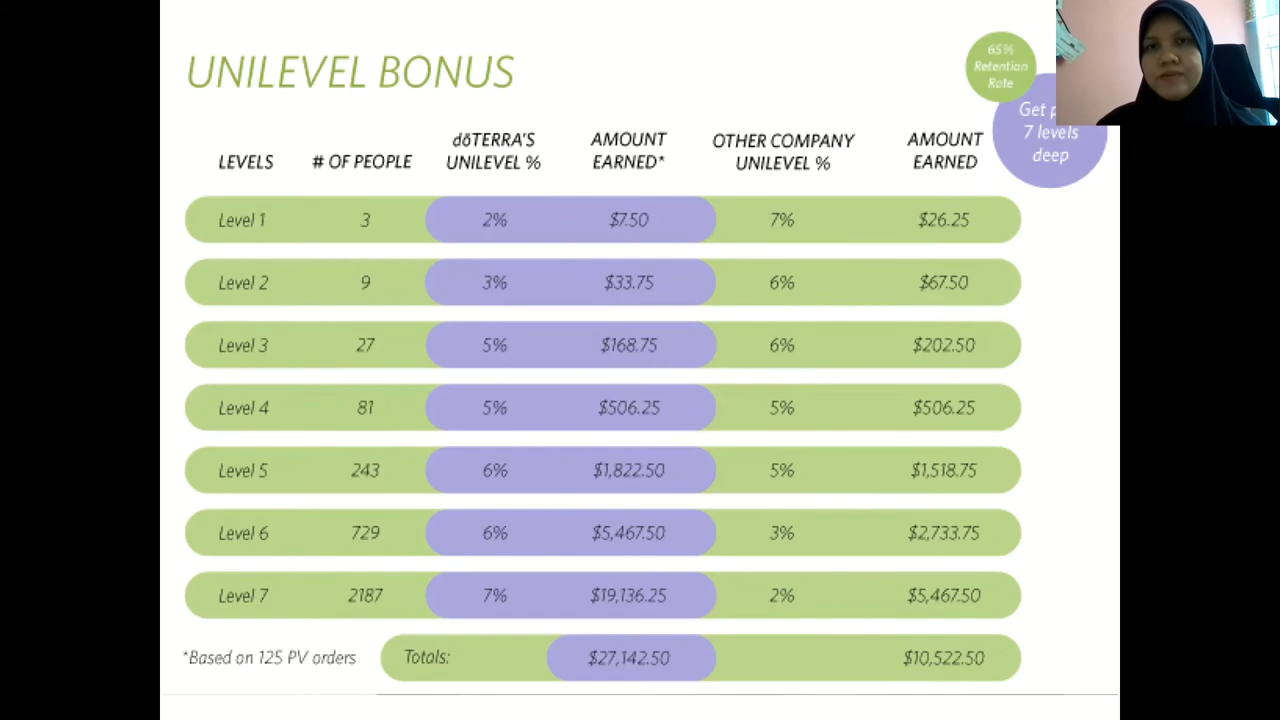 UNILEVEL BONUS
65%
Retention
Rate
Get
7 levels
deep
LEVELS # OF PEOPLE dōTERRA'S UNILEVEL % AMOUNT EARNED* OTHER COMPANY UNILEVEL % AMOUNT EARNED
Level 1 3 2% $7.50 7% $26.25
Level 2 9 3% $33.75 6% $67.50
Level 3 27 5% $168.75 6% $202.50
Level 4 81 5% $506.25 5% $506.25
Level 5 243 6% $1,822.50 5% $1,518.75
Level 6 729 6% $5,467.50 3% $2,733.75
Level 7 2187 7% $19,136.25 2% $5,467.50
*Based on 125 PV orders Totals: $27,142.50 $10,522.50